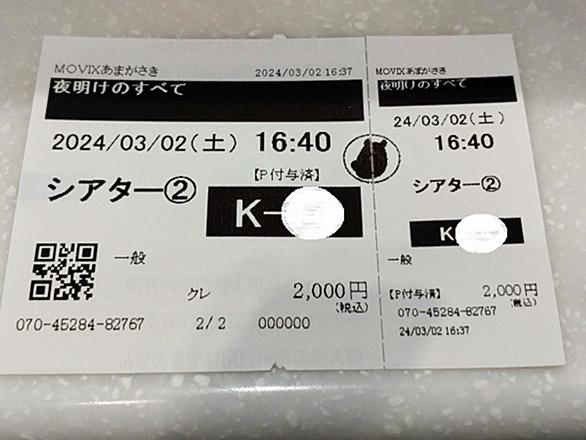 MOVIXあまがさき
2024/03/02 16:37
夜明けのすべて
2024/03/02(土) 16:40
シアター②
【P付与済】
K-
一般
クレ
2,000円
(税込)
070-45284-82767
2/2
000000
MOVIXあまがさき
夜明けのすべて
24/03/02(土)
16:40
シアター②
K
一般
【P付与済】
2,000円
(税込)
070-45284-82767
24/03/02 16:37